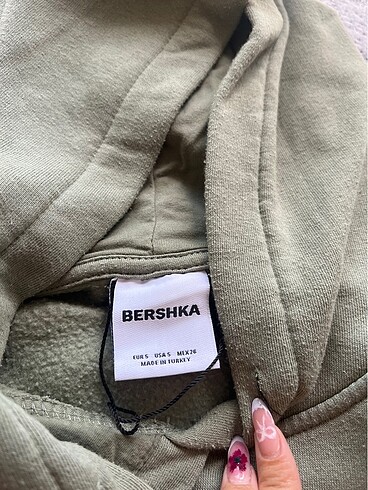 BERSHKA
EUR S USA S MEX 26
MADE IN TURKEY